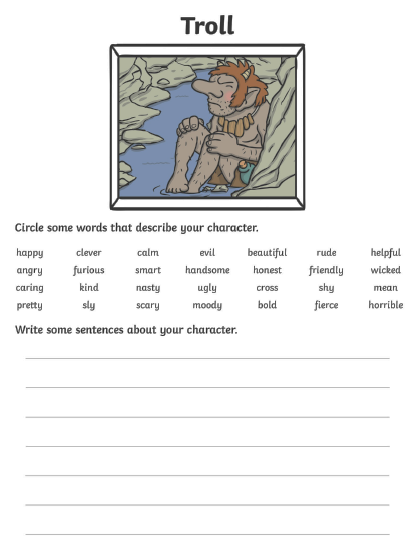 Troll
Circle some words that describe your character.
happy clever calm evil beautiful rude helpful
angry furious smart handsome honest friendly wicked
caring kind nasty ugly cross shy mean
pretty sly scary moody bold fierce horrible
Write some sentences about your character.